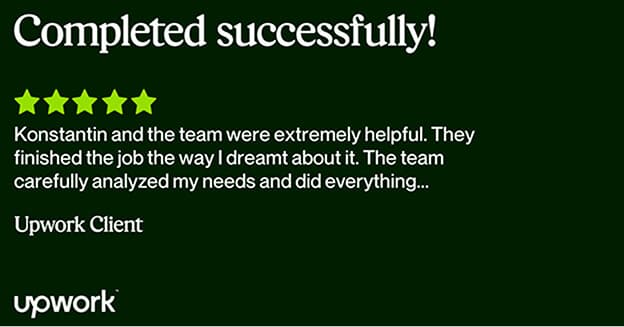 Completed successfully!
Konstantin and the team were extremely helpful. They
finished the job the way I dreamt about it. The team
carefully analyzed my needs and did everything...
Upwork Client
upwork